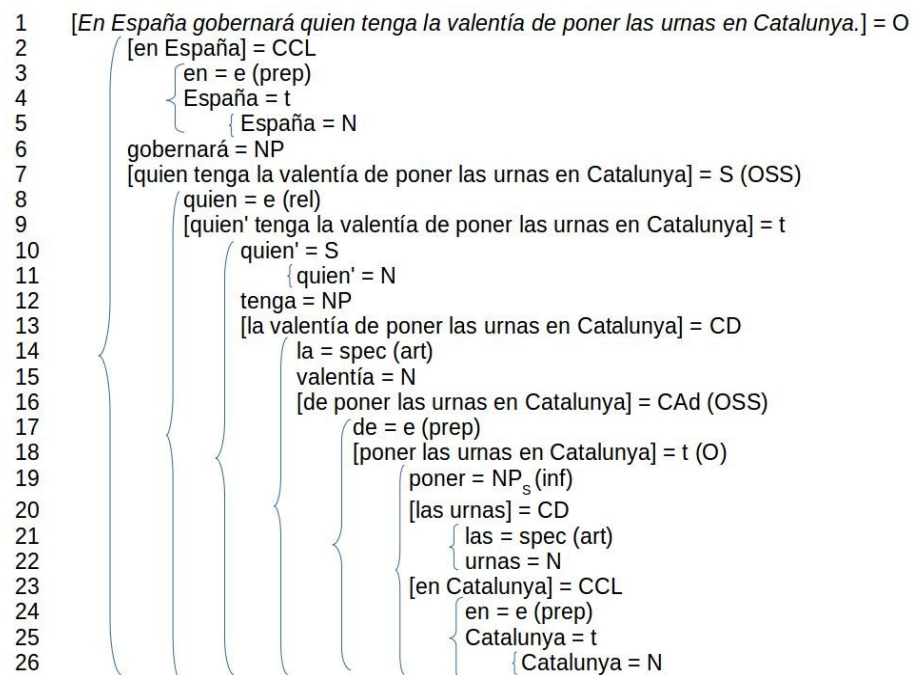 1 [En España gobernará quien tenga la valentía de poner las urnas en Catalunya.] = O
2 [en España] = CCL
3 en = e (prep)
4 España = t
5 España = N
6 gobernará = NP
7 [quien tenga la valentía de poner las urnas en Catalunya] = S (OSS)
8 quien = e (rel)
9 [quien' tenga la valentía de poner las urnas en Catalunya] = t
10 quien' = S
11 quien' = N
12 tenga = NP
13 [la valentía de poner las urnas en Catalunya] = CD
14 la = spec (art)
15 valentía = N
16 [de poner las urnas en Catalunya] = CAd (OSS)
17 de = e (prep)
18 [poner las urnas en Catalunya] = t (O)
19 poner = NPS (inf)
20 [las urnas] = CD
21 las = spec (art)
22 urnas = N
23 [en Catalunya] = CCL
24 en = e (prep)
25 Catalunya = t
26 Catalunya = N